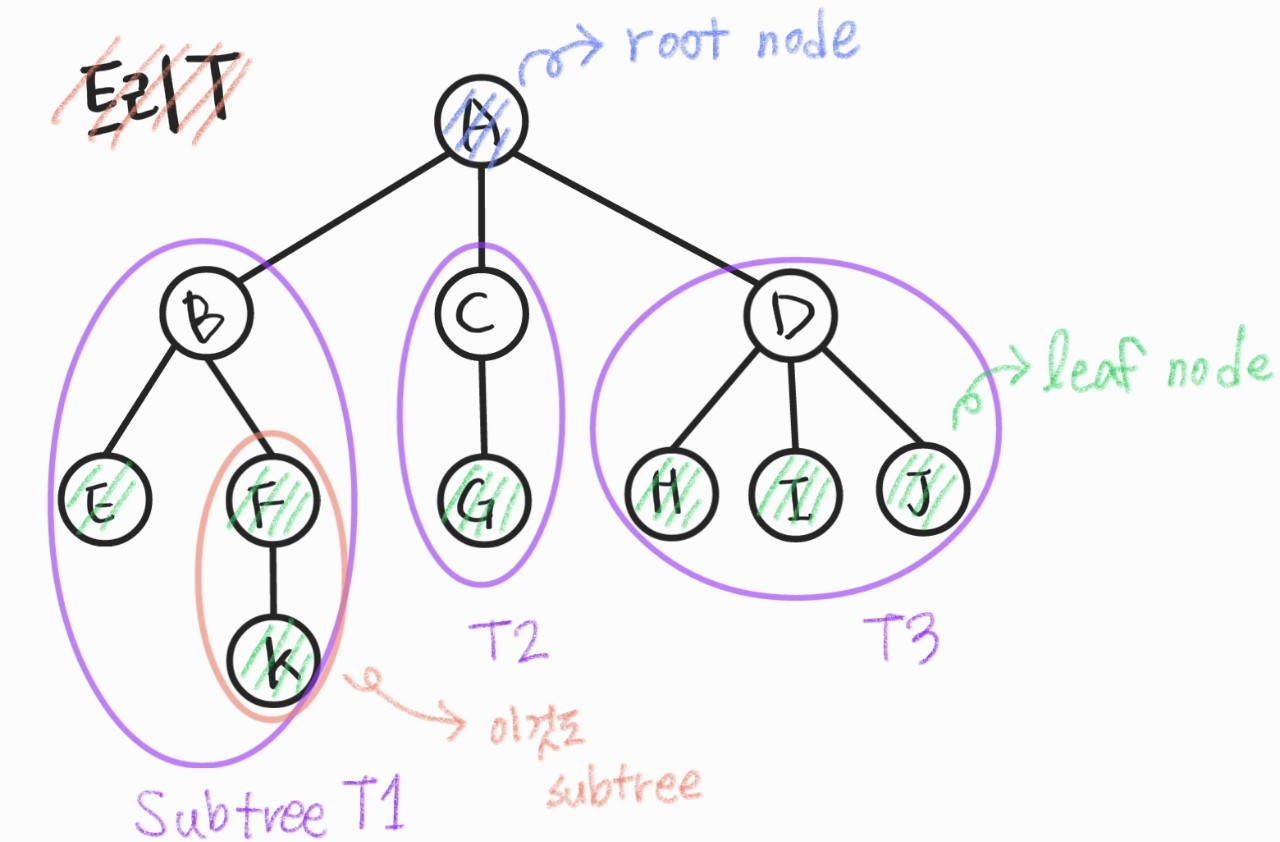 트리 T
root node
A
B
C
D
leaf node
E
F
G
H
I
J
K
T2
T3
이것도
subtree
Subtree T1